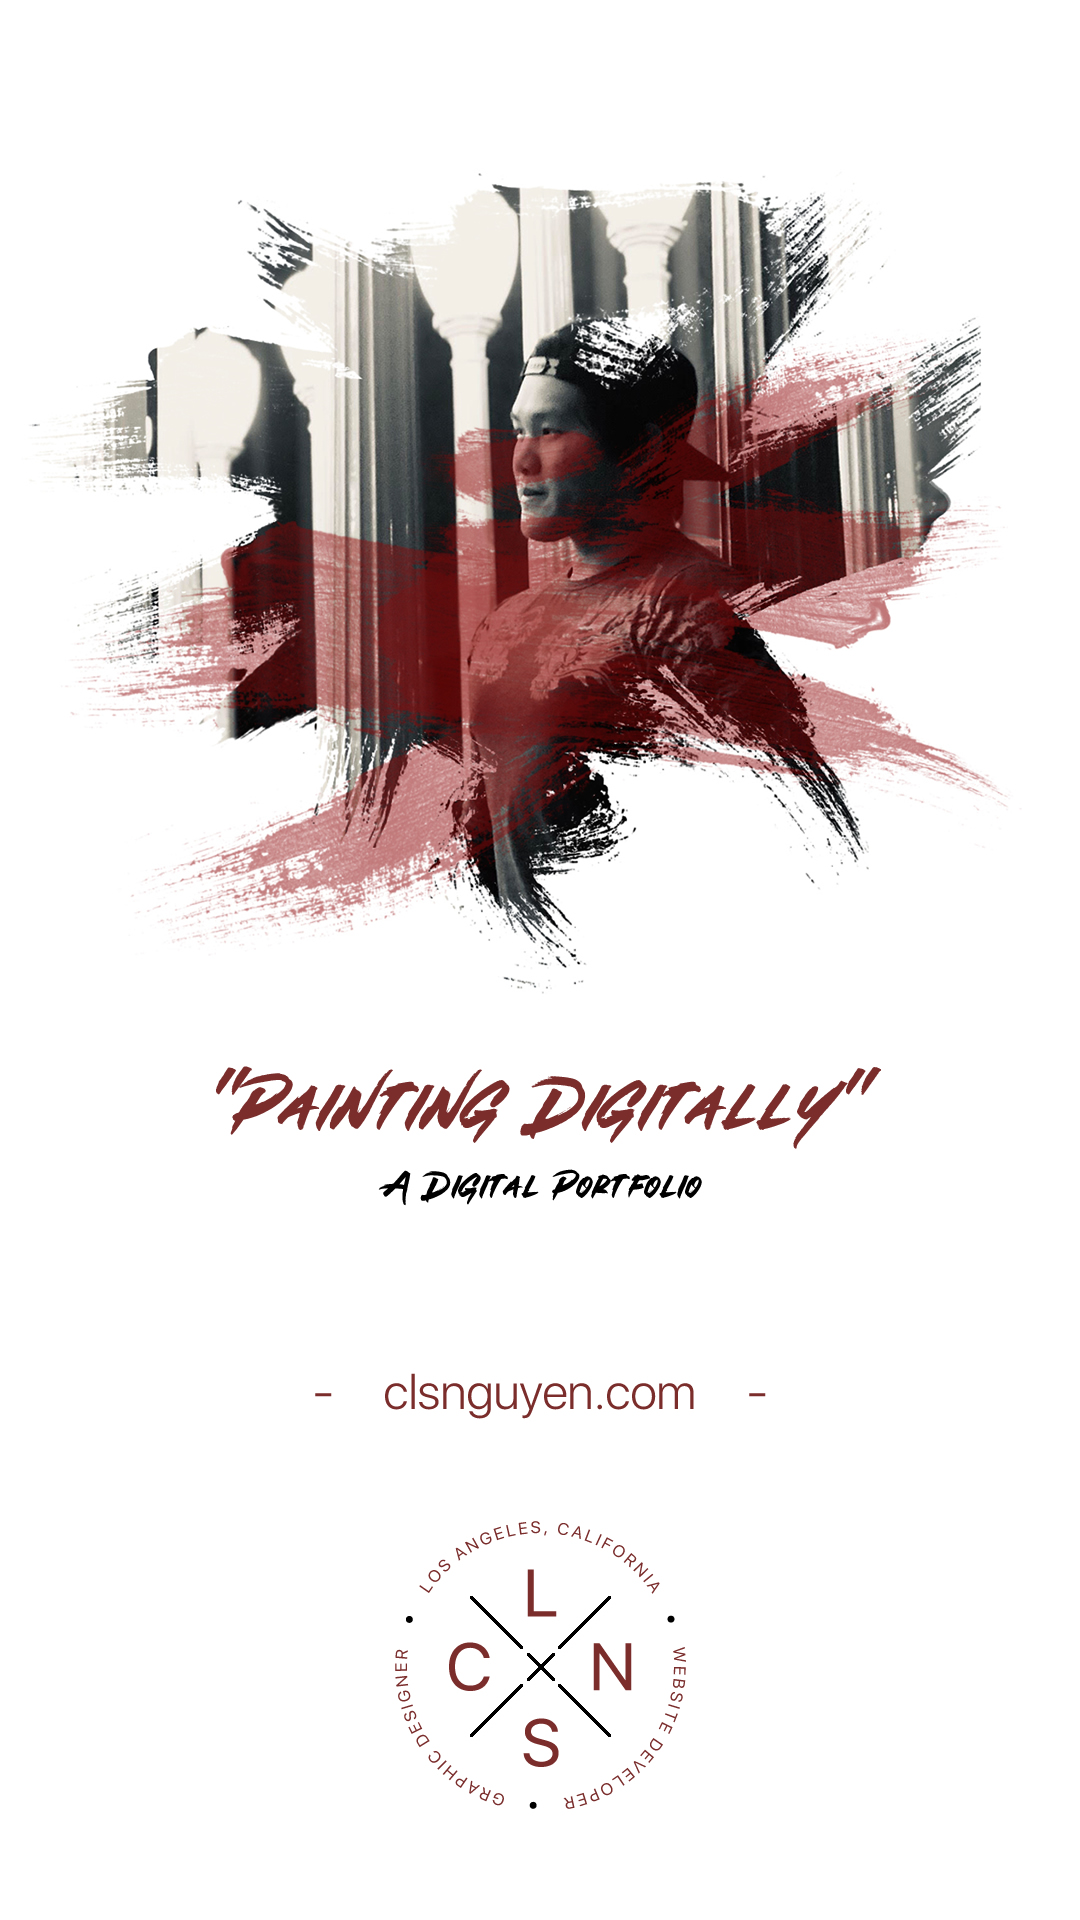 "Painting Digitally"
A Digital Portfolio
- clsnguyen.com -
LOS ANGELES, CALIFORNIA
L
C N
S
GRAPHIC DESIGNER
WEBSITE DEVELOPER